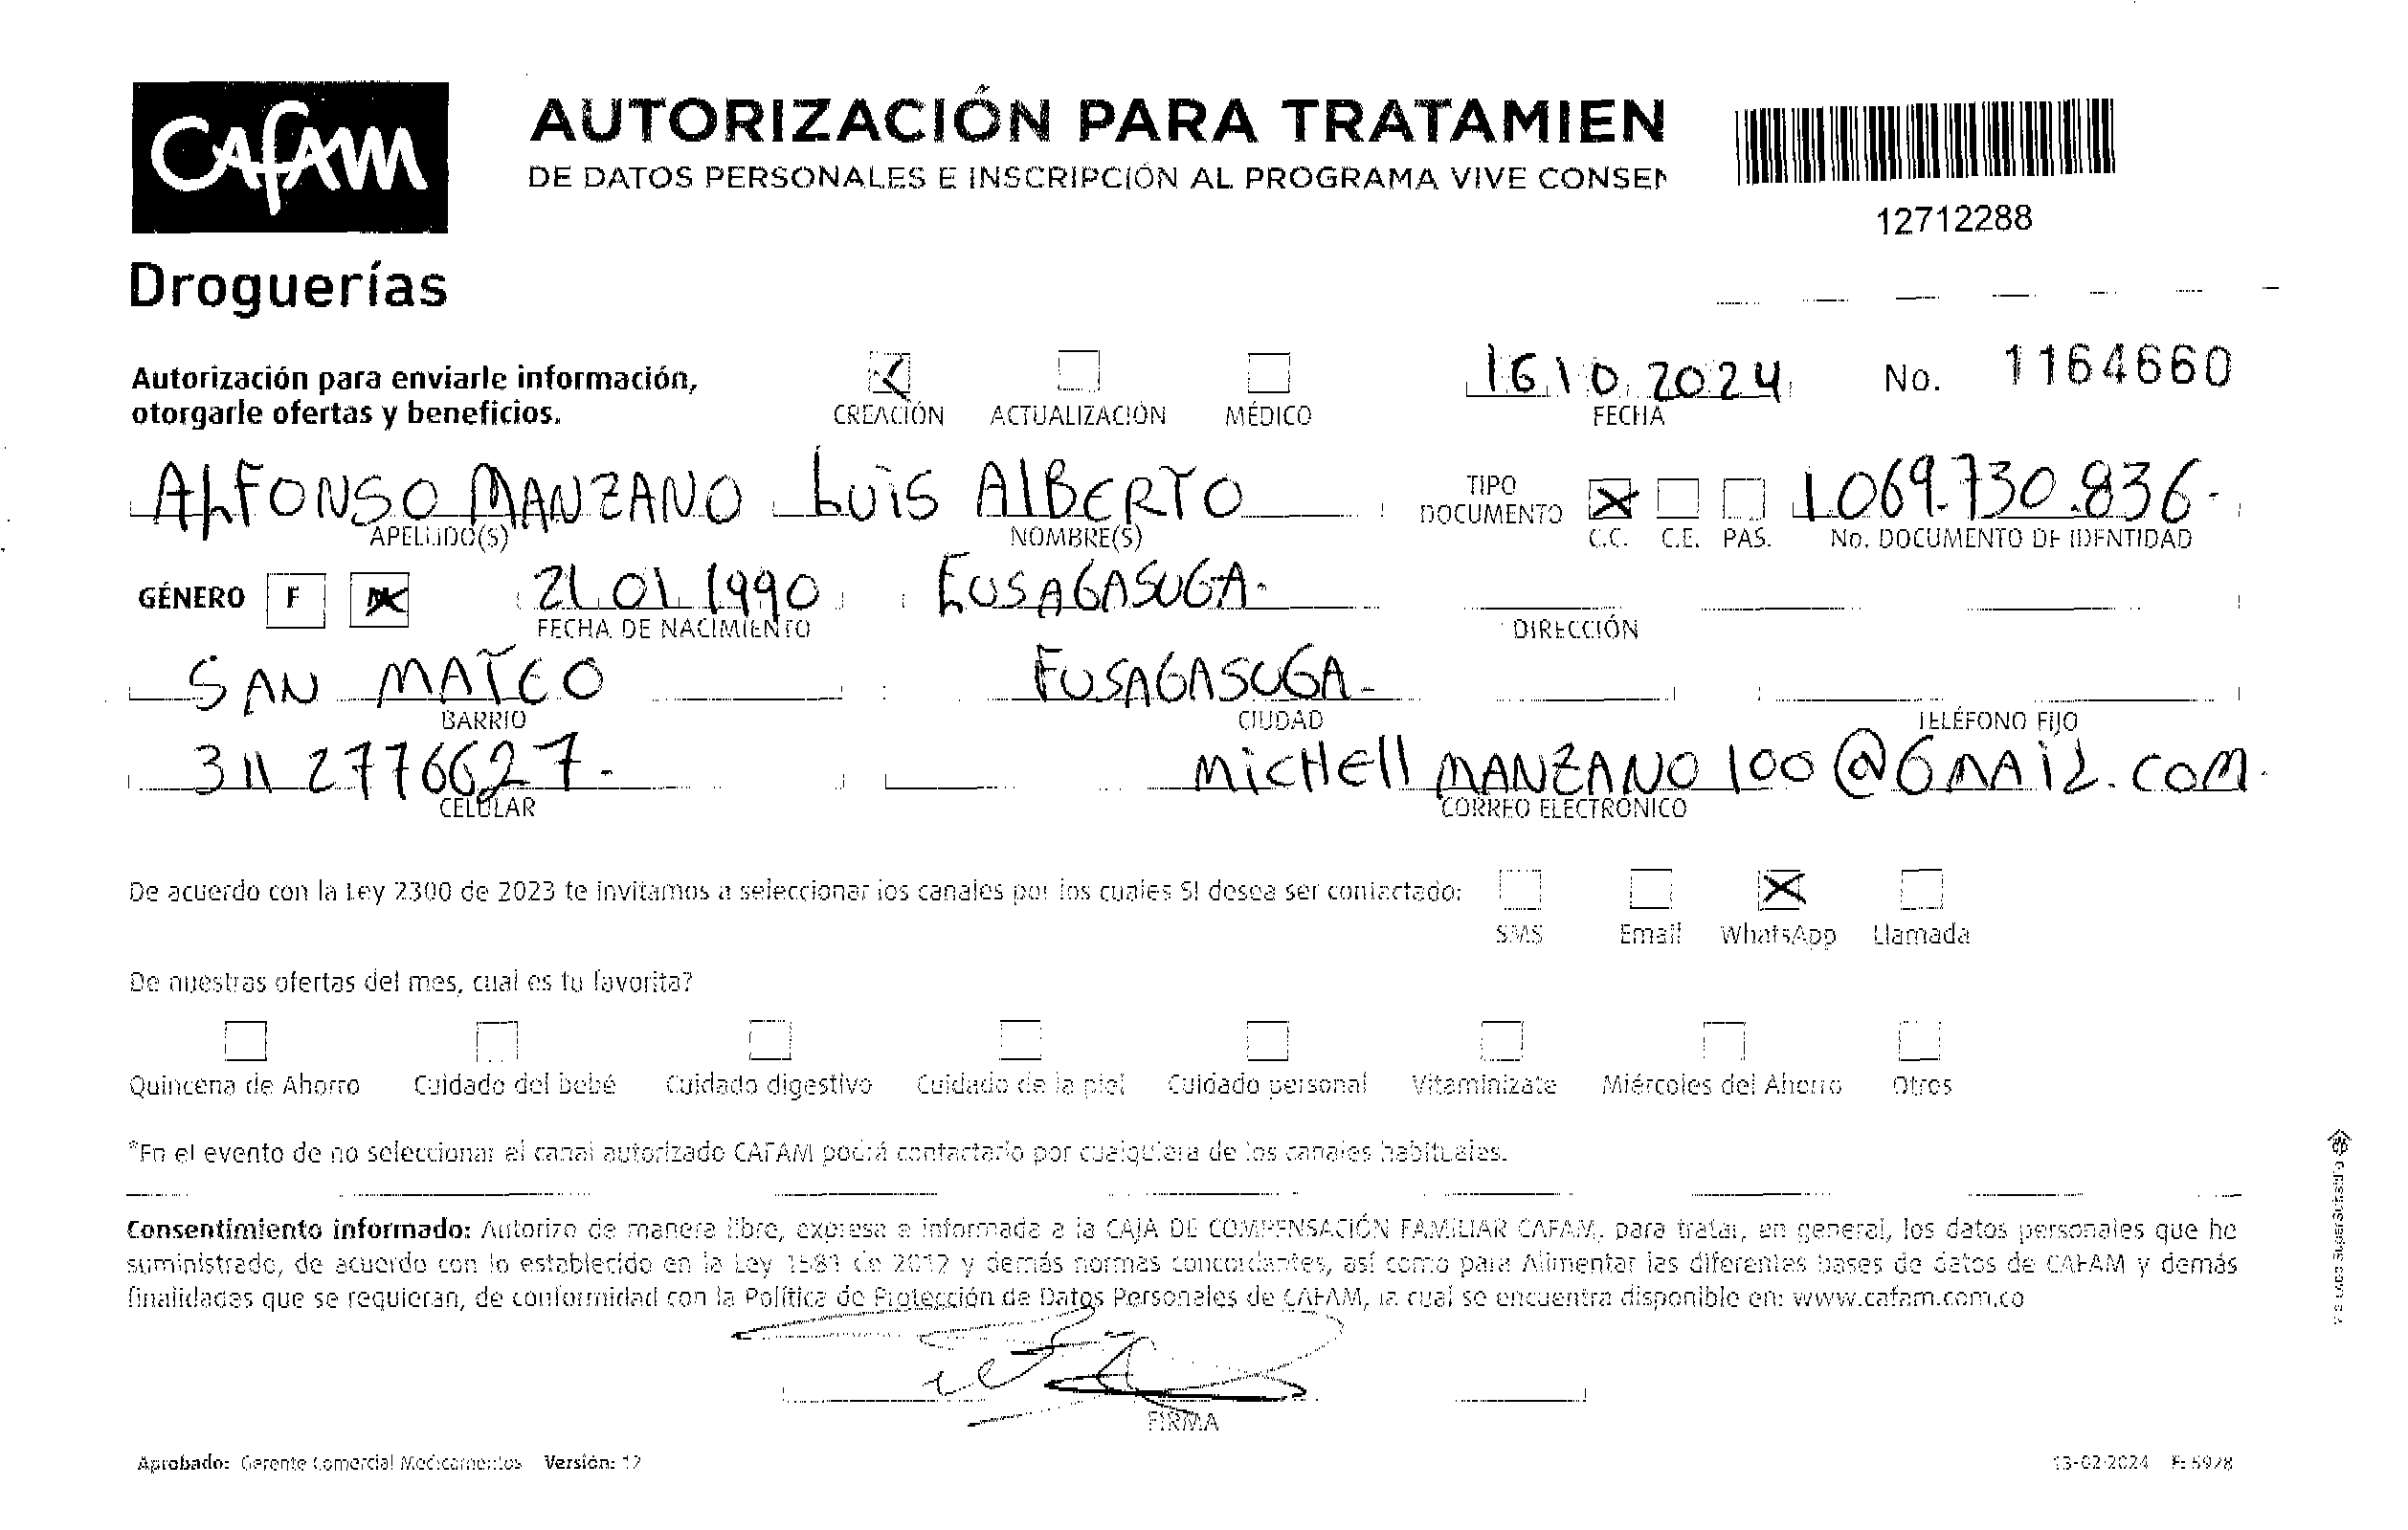 CAFAM
AUTORIZACIÓN PARA TRATAMIEN
DE DATOS PERSONALES E INSCRIPCIÓN AL PROGRAMA VIVE CONSEN
12712288
Droguerías
Autorización para enviarle información,
otorgarle ofertas y beneficios.
CREACIÓN ACTUALIZACIÓN MÉDICO
16.10.2024
FECHA
No. 1164660
ALFONSO MANZANO LUIS ALBERTO
APELLIDO(S) NOMBRE(S)
TIPO
DOCUMENTO
C.C. C.E. PAS.
1069.730.836-
No. DOCUMENTO DE IDENTIDAD
GÉNERO F M
21.01.1990
FECHA DE NACIMIENTO
FUSAGASUGA-
DIRECCIÓN
SAN MATEO
BARRIO
FUSAGASUGA-
CIUDAD
TELÉFONO FIJO
311 2776627-
CELULAR
MICHEll MANZANO 100 @GMAIL.COM.
CORREO ELECTRÓNICO
De acuerdo con la Ley 2300 de 2023 te invitamos a seleccionar los canales por los cuales SI desea ser contactado:
SMS Email WhatsApp Llamada
De nuestras ofertas del mes, cual es tu favorita?
Quincena de Ahorro Cuidado del bebé Cuidado digestivo Cuidado de la piel Cuidado personal Vitaminízate Miércoles del Ahorro Otros
*En el evento de no seleccionar el canal autorizado CAFAM podrá contactarlo por cualquiera de los canales habituales.
Consentimiento informado: Autorizo de manera libre, expresa e informada a la CAJA DE COMPENSACIÓN FAMILIAR CAFAM, para tratar, en general, los datos personales que he
suministrado, de acuerdo con lo establecido en la Ley 1581 de 2012 y demás normas concordantes, así como para Alimentar las diferentes bases de datos de CAFAM y demás
finalidades que se requieran, de conformidad con la Política de Protección de Datos Personales de CAFAM, la cual se encuentra disponible en: www.cafam.com.co
FIRMA
Aprobado: Gerente Comercial Medicamentos Versión: 12
13-02-2024 F: 5928
VIGILADO SuperSubsidio